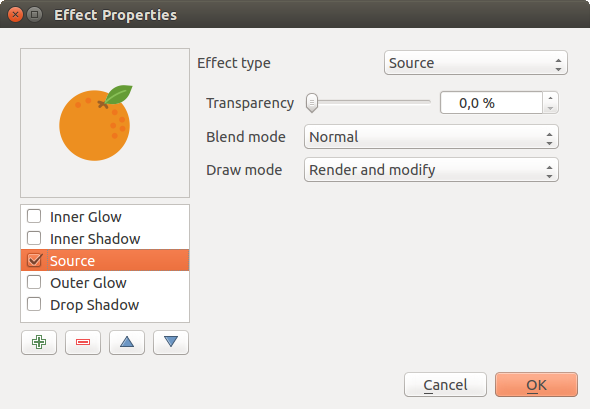 Effect Properties
Effect type Source
Transparency 0,0 %
Blend mode Normal
Draw mode Render and modify
Inner Glow
Inner Shadow
Source
Outer Glow
Drop Shadow
Cancel OK